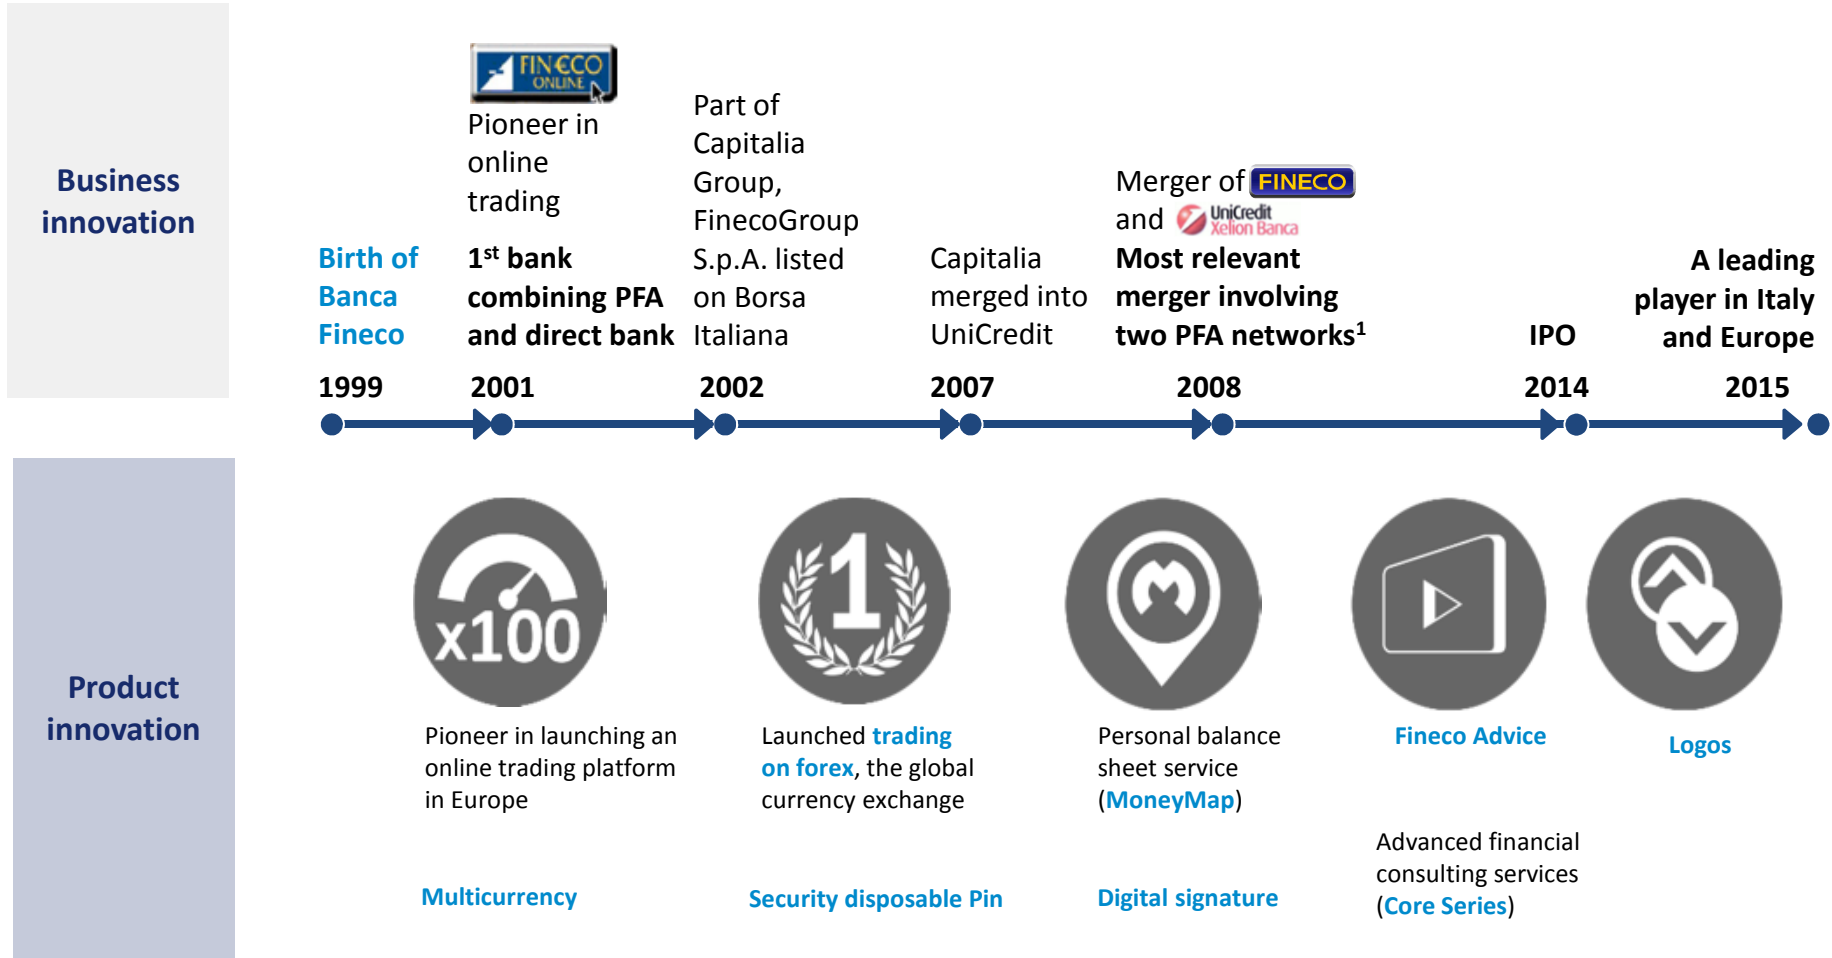 Business
innovation
FIN€CO
ONLINE
Pioneer in
online
trading
Part of
Capitalia
Group,
FinecoGroup
S.p.A. listed
on Borsa
Italiana
Merger of FINECO
and UniCredit
Xelion Banca
Birth of
Banca
Fineco
1st bank
combining PFA
and direct bank
Capitalia
merged into
UniCredit
Most relevant
merger involving
two PFA networks1
IPO
A leading
player in Italy
and Europe
1999
2001
2002
2007
2008
2014
2015
Product
innovation
x100
1
M
Pioneer in launching an
online trading platform
in Europe
Multicurrency
Launched trading
on forex, the global
currency exchange
Security disposable Pin
Personal balance
sheet service
(MoneyMap)
Digital signature
Fineco Advice
Advanced financial
consulting services
(Core Series)
Logos